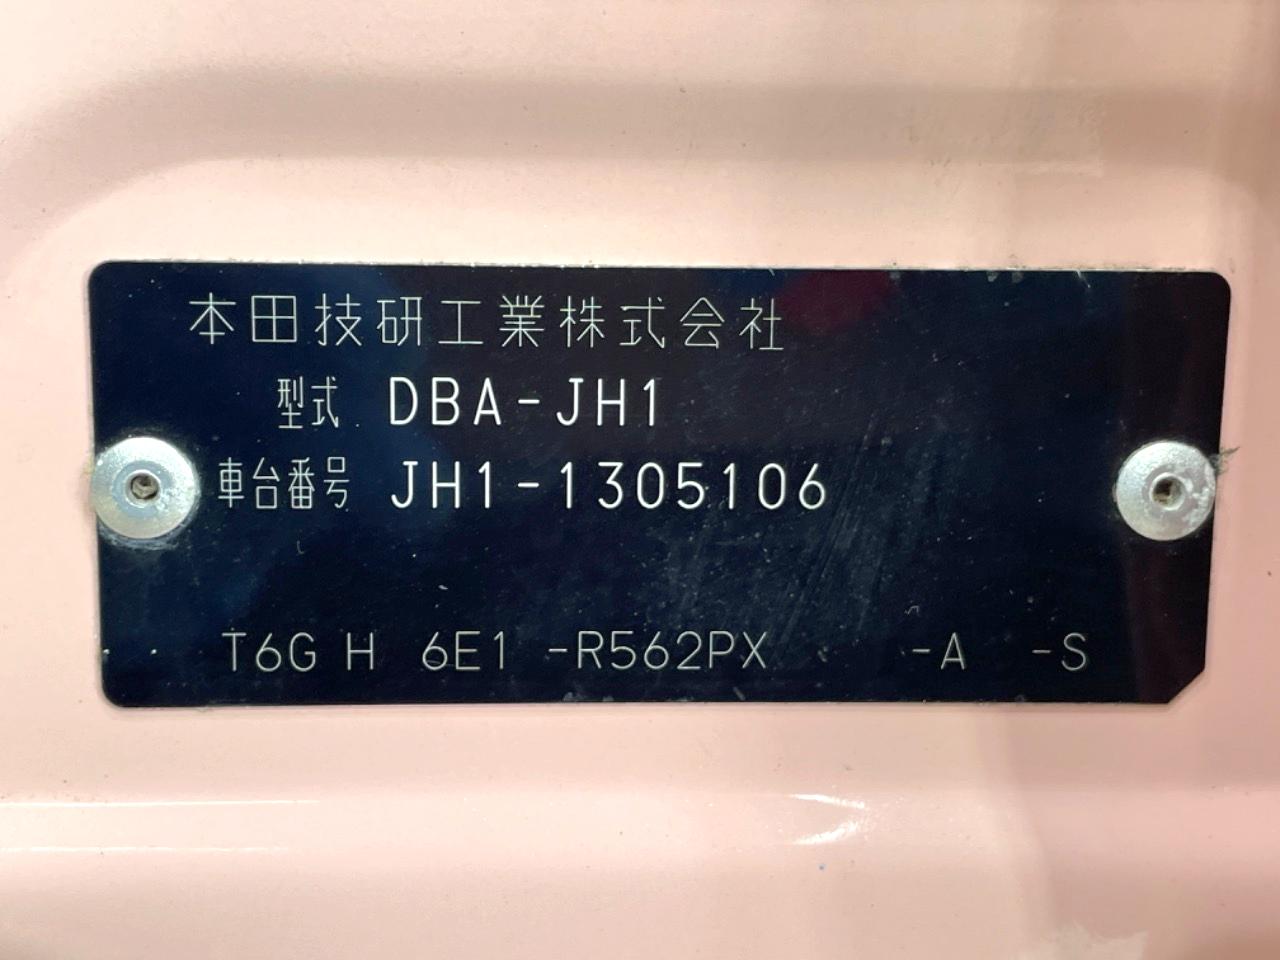 本田技研工業株式会社
型式 DBA-JH1
車台番号 JH1-1305106
T6G H 6E1 -R562PX -A -S